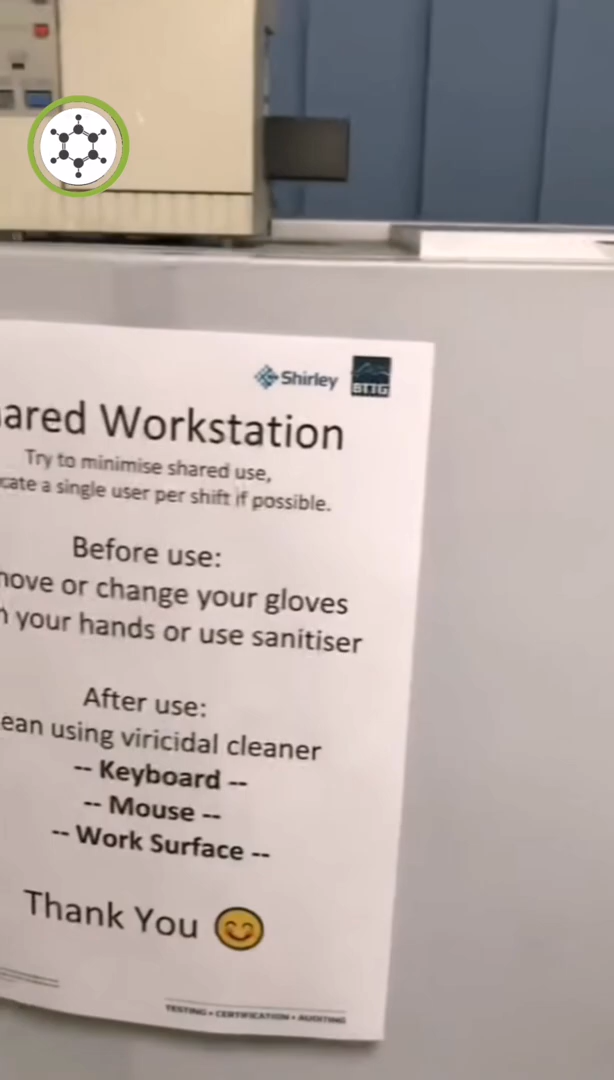 Shirley BTTG
ared Workstation
Try to minimise shared use,
cate a single user per shift if possible.
Before use:
ove or change your gloves
h your hands or use sanitiser
After use:
ean using viricidal cleaner
-- Keyboard --
-- Mouse --
-- Work Surface --
Thank You 😊
TESTING • CERTIFICATION • AUDITING